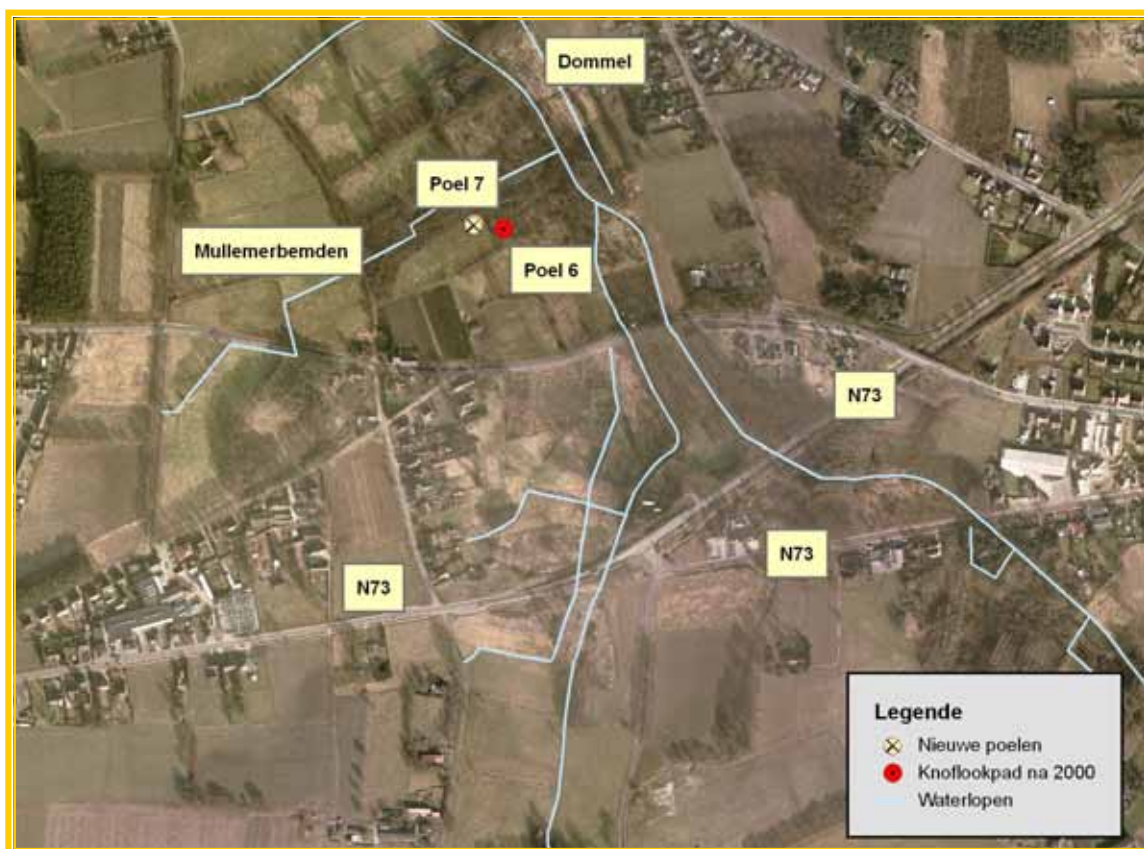 Dommel
Poel 7
Mullemerbemden
Poel 6
N73
N73
N73
Legende
Nieuwe poelen
Knoflookpad na 2000
Waterlopen